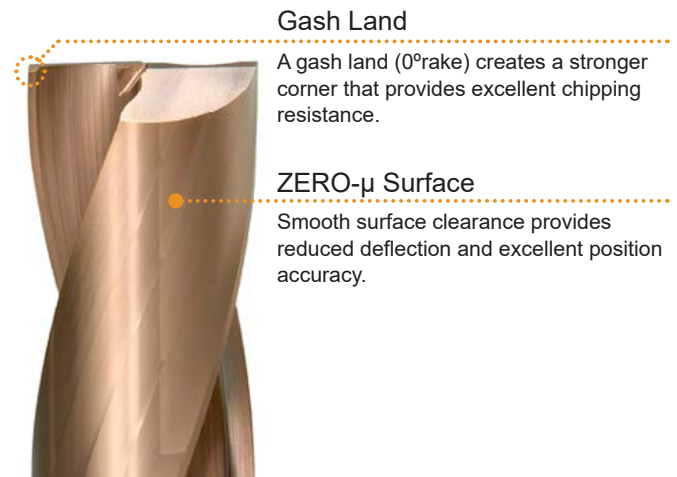 Gash Land
A gash land (0ºrake) creates a stronger
corner that provides excellent chipping
resistance.
ZERO-µ Surface
Smooth surface clearance provides
reduced deflection and excellent position
accuracy.